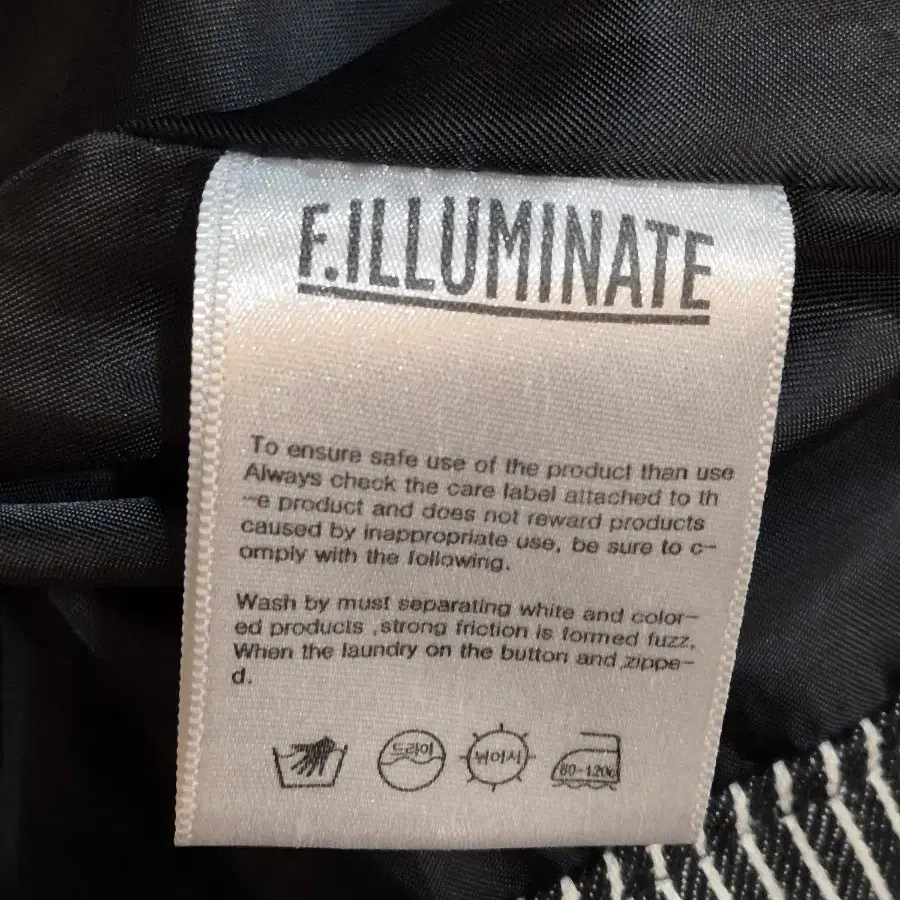 F.ILLUMINATE
To ensure safe use of the product than use
Always check the care label attached to th
-e product and does not reward products
caused by inappropriate use, be sure to c-
omply with the following.
Wash by must separating white and color-
ed products ,strong friction is formed fuzz,
When the laundry on the button and ,zippe-
d.
드라이 뉘어서 80-120c